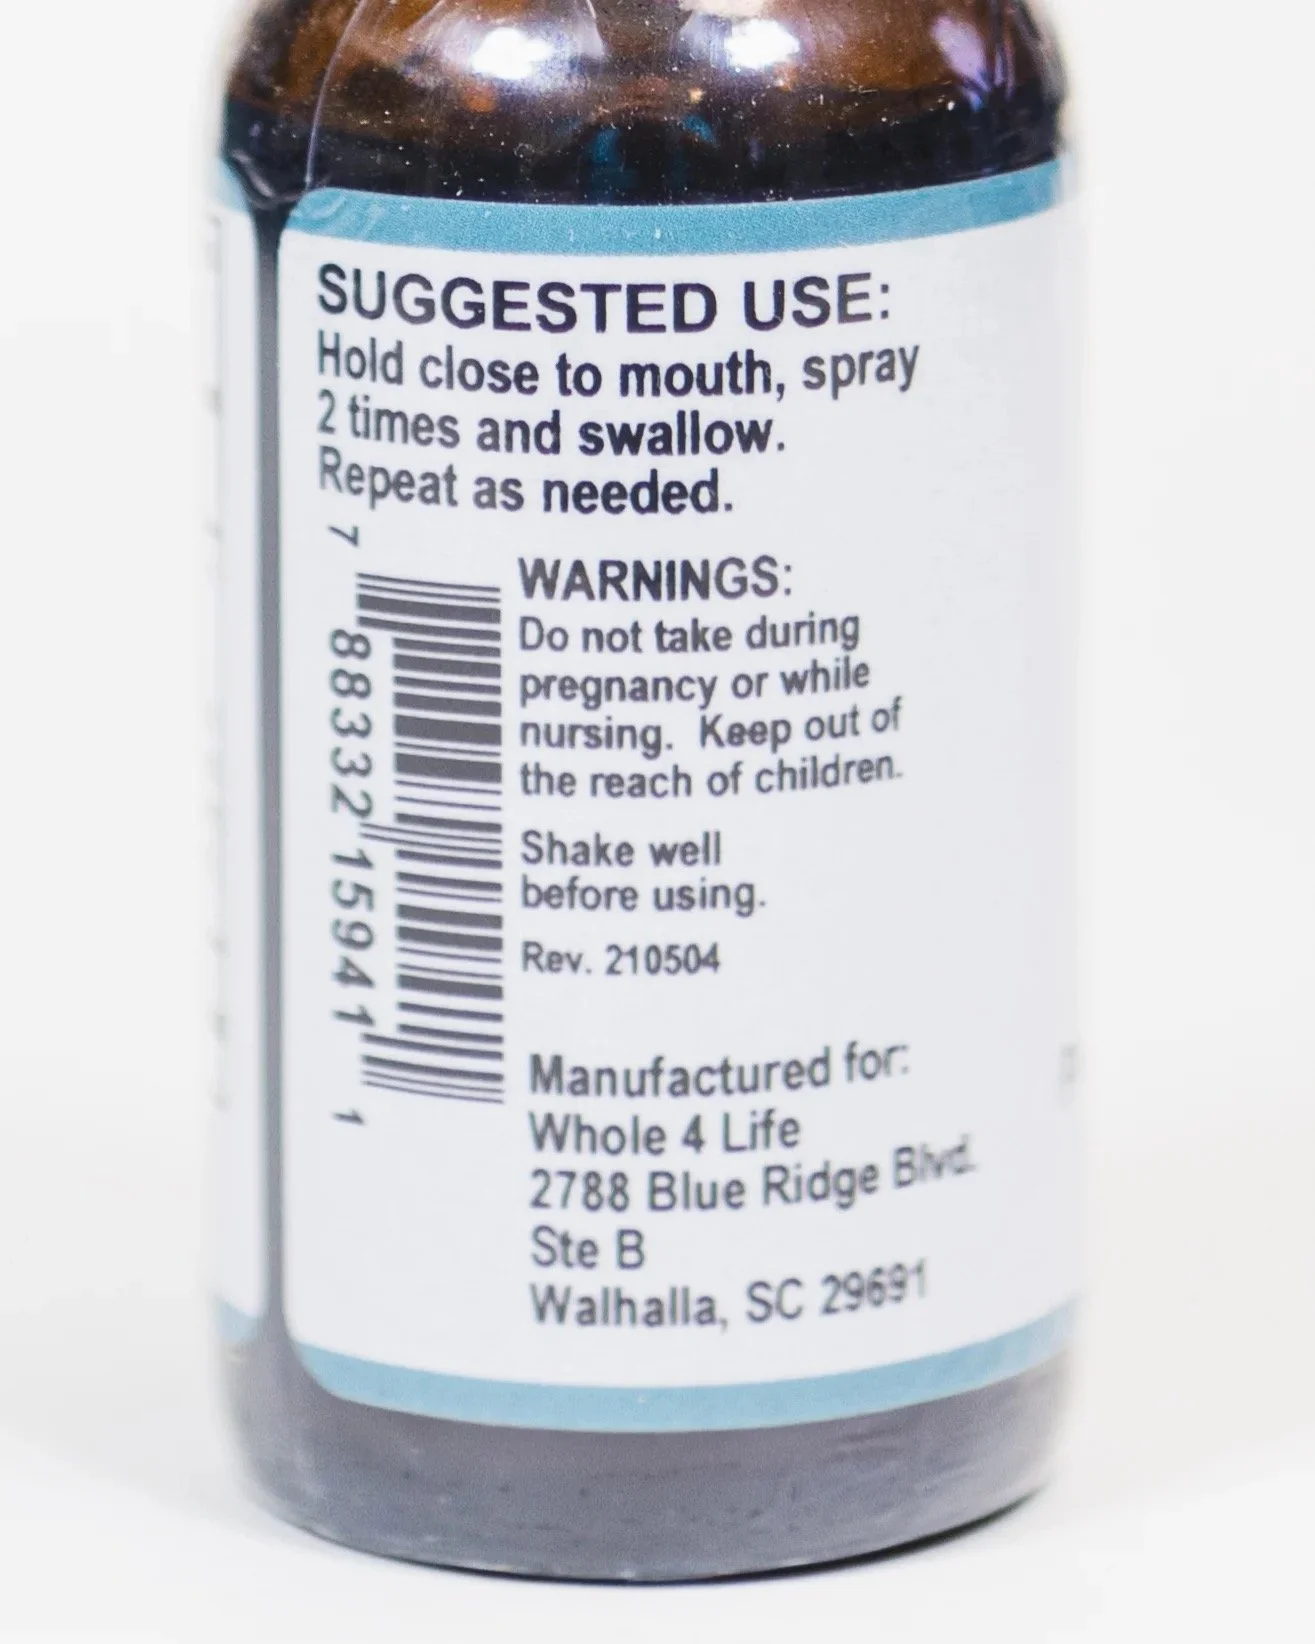 SUGGESTED USE:
Hold close to mouth, spray
2 times and swallow.
Repeat as needed.
7 88332 15941 1
WARNINGS:
Do not take during
pregnancy or while
nursing. Keep out of
the reach of children.
Shake well
before using.
Rev. 210504
Manufactured for:
Whole 4 Life
2788 Blue Ridge Blvd.
Ste B
Walhalla, SC 29691